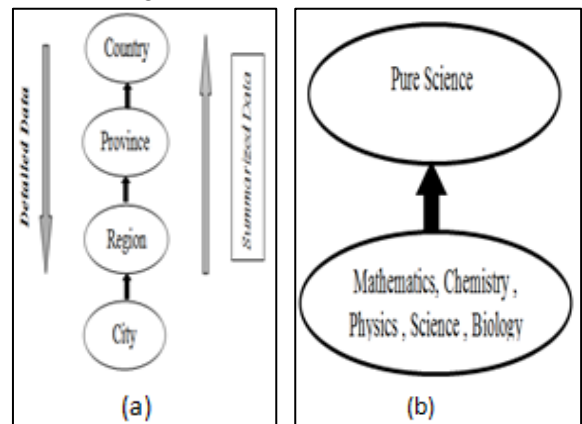 Country
Province
Region
City
Detailed Data
Summarized Data
(a)
Pure Science
Mathematics, Chemistry ,
Physics , Science , Biology
(b)